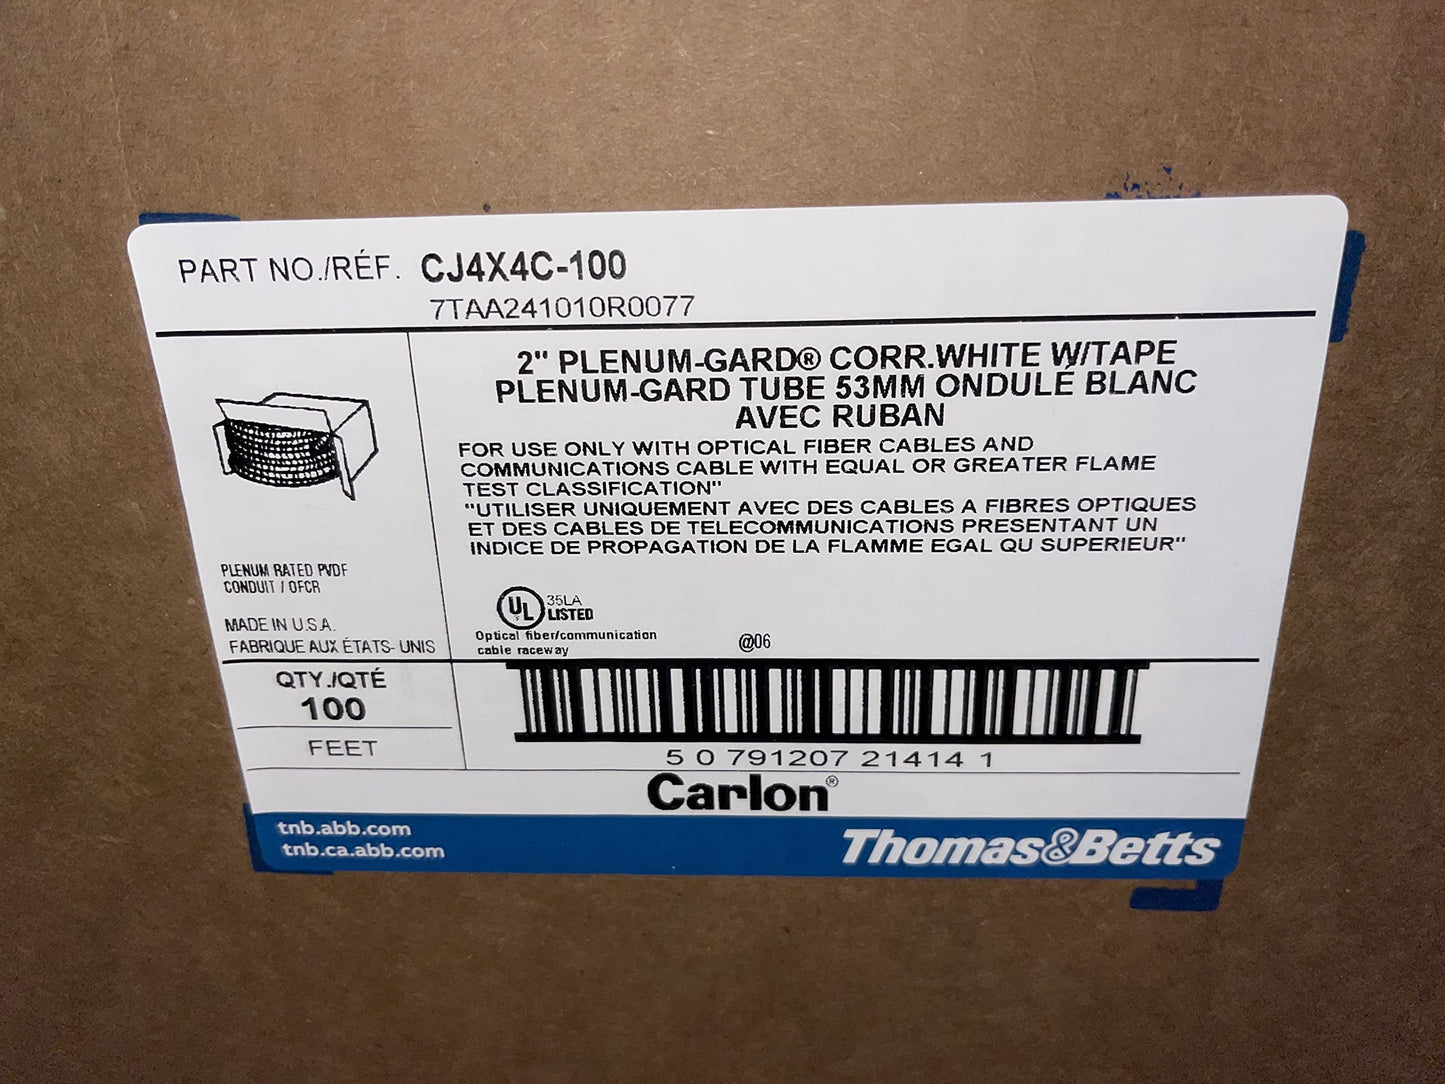 PART NO./RÉF. CJ4X4C-100
7TAA241010R0077
2" PLENUM-GARD® CORR.WHITE W/TAPE
PLENUM-GARD TUBE 53MM ONDULÉ BLANC
AVEC RUBAN
FOR USE ONLY WITH OPTICAL FIBER CABLES AND
COMMUNICATIONS CABLE WITH EQUAL OR GREATER FLAME
TEST CLASSIFICATION"
"UTILISER UNIQUEMENT AVEC DES CABLES A FIBRES OPTIQUES
ET DES CABLES DE TELECOMMUNICATIONS PRESENTANT UN
INDICE DE PROPAGATION DE LA FLAMME EGAL QU SUPERIEUR"
PLENUM RATED PVDF
CONDUIT / OFCR
MADE IN U.S.A.
FABRIQUE AUX ÉTATS- UNIS
UL 35LA
LISTED
Optical fiber/communication
cable raceway
@06
QTY./QTÉ
100
FEET
5 0 791207 21414 1
Carlon®
tnb.abb.com
tnb.ca.abb.com
Thomas&Betts